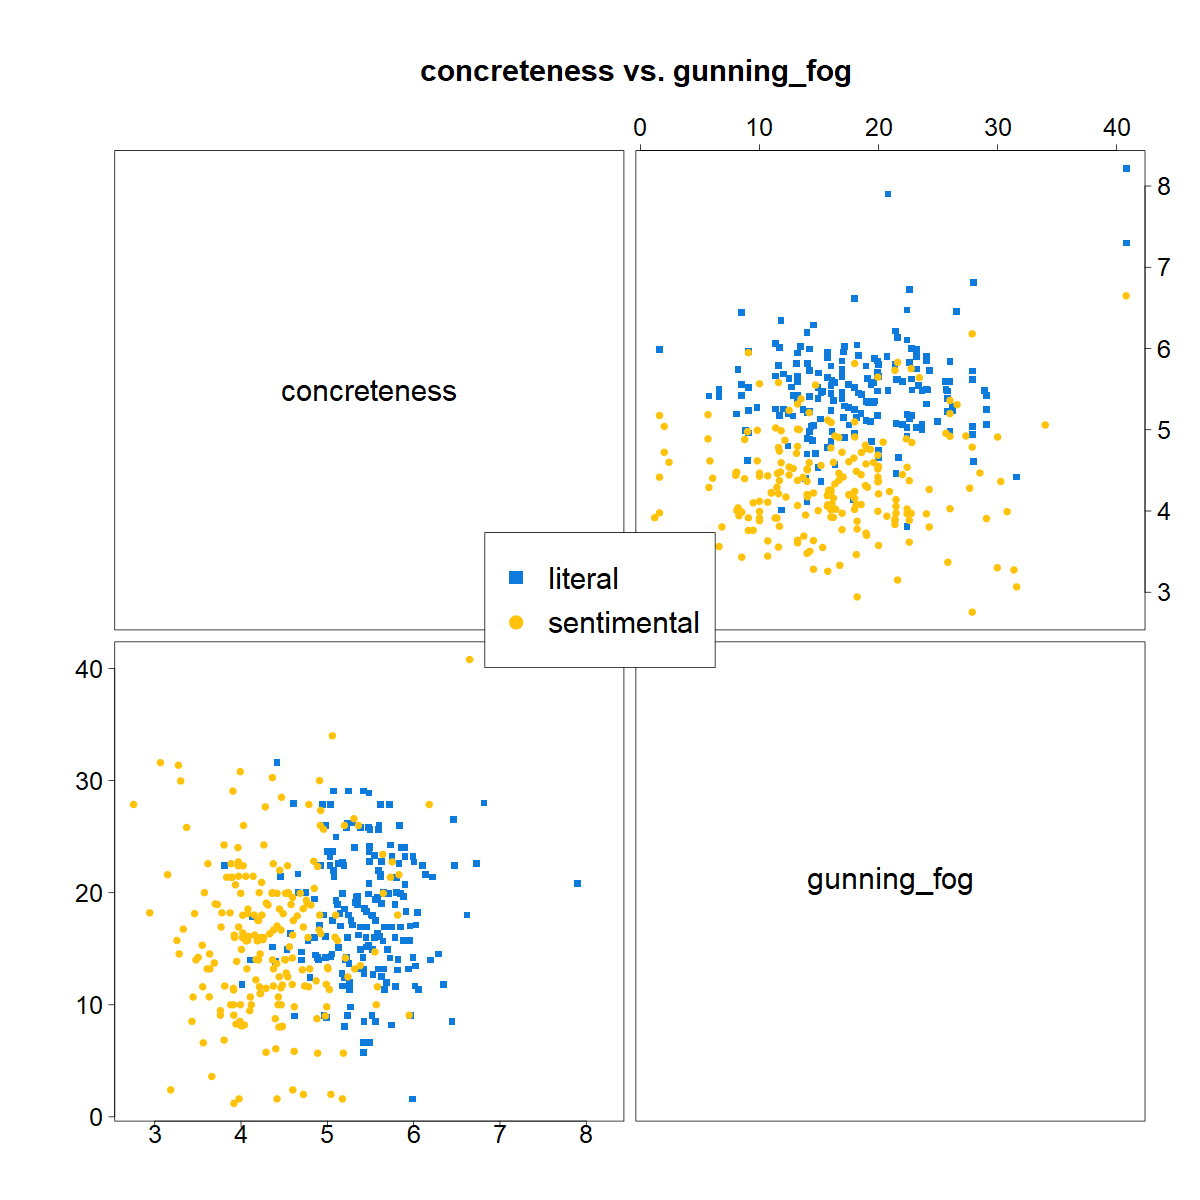 concreteness vs. gunning_fog
0 10 20 30 40
concreteness
8
7
6
5
4
3
literal
sentimental
40
30
20
10
0
gunning_fog
3 4 5 6 7 8